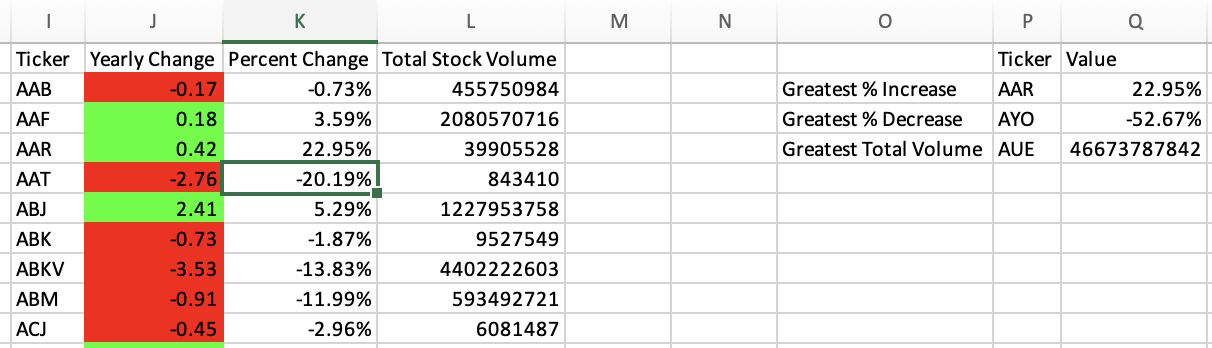 I J K L M N O P Q
Ticker Yearly Change Percent Change Total Stock Volume Ticker Value
AAB -0.17 -0.73% 455750984 Greatest % Increase AAR 22.95%
AAF 0.18 3.59% 2080570716 Greatest % Decrease AYO -52.67%
AAR 0.42 22.95% 39905528 Greatest Total Volume AUE 46673787842
AAT -2.76 -20.19% 843410
ABJ 2.41 5.29% 1227953758
ABK -0.73 -1.87% 9527549
ABKV -3.53 -13.83% 4402222603
ABM -0.91 -11.99% 593492721
ACJ -0.45 -2.96% 6081487